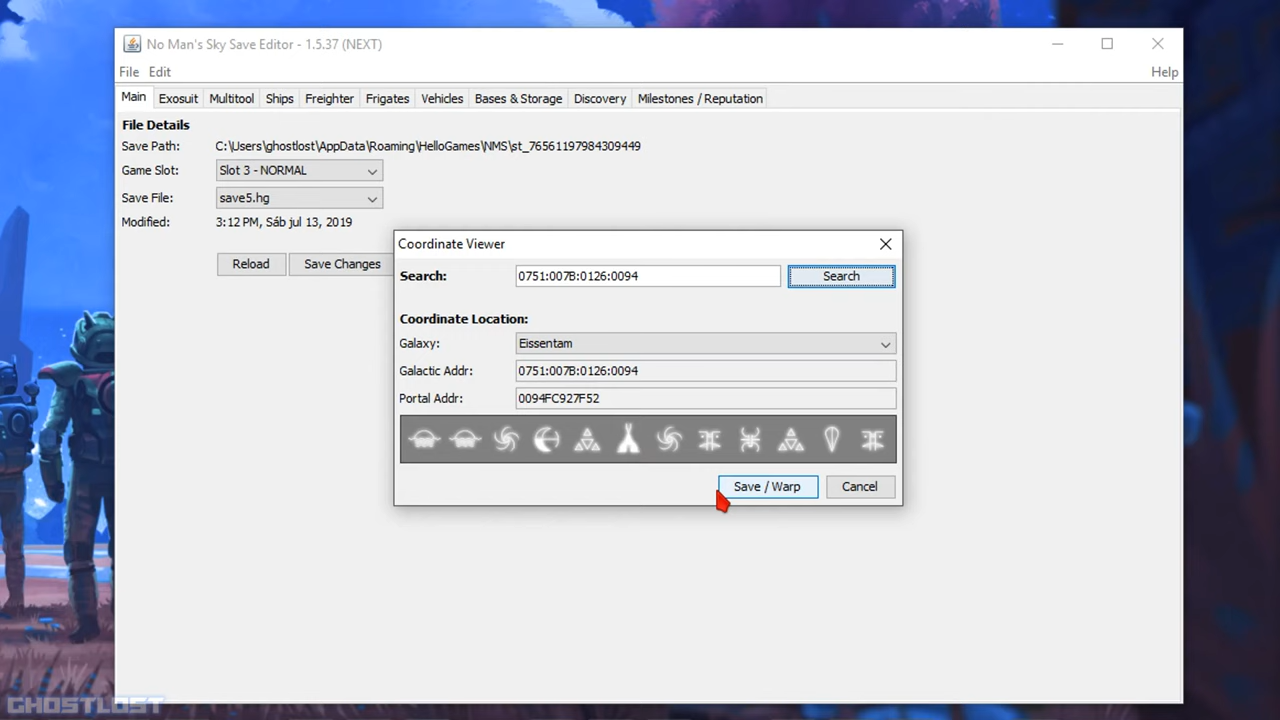 No Man's Sky Save Editor - 1.5.37 (NEXT)
File Edit Help
Main Exosuit Multitool Ships Freighter Frigates Vehicles Bases & Storage Discovery Milestones / Reputation
File Details
Save Path: C:\Users\ghostlost\AppData\Roaming\HelloGames\NMS\st_76561197984309449
Game Slot: Slot 3 - NORMAL
Save File: save5.hg
Modified: 3:12 PM, Sáb jul 13, 2019
Reload Save Changes
Coordinate Viewer
Search: 0751:007B:0126:0094 Search
Coordinate Location:
Galaxy: Eissentam
Galactic Addr: 0751:007B:0126:0094
Portal Addr: 0094FC927F52
Save / Warp Cancel
GHOSTLOST